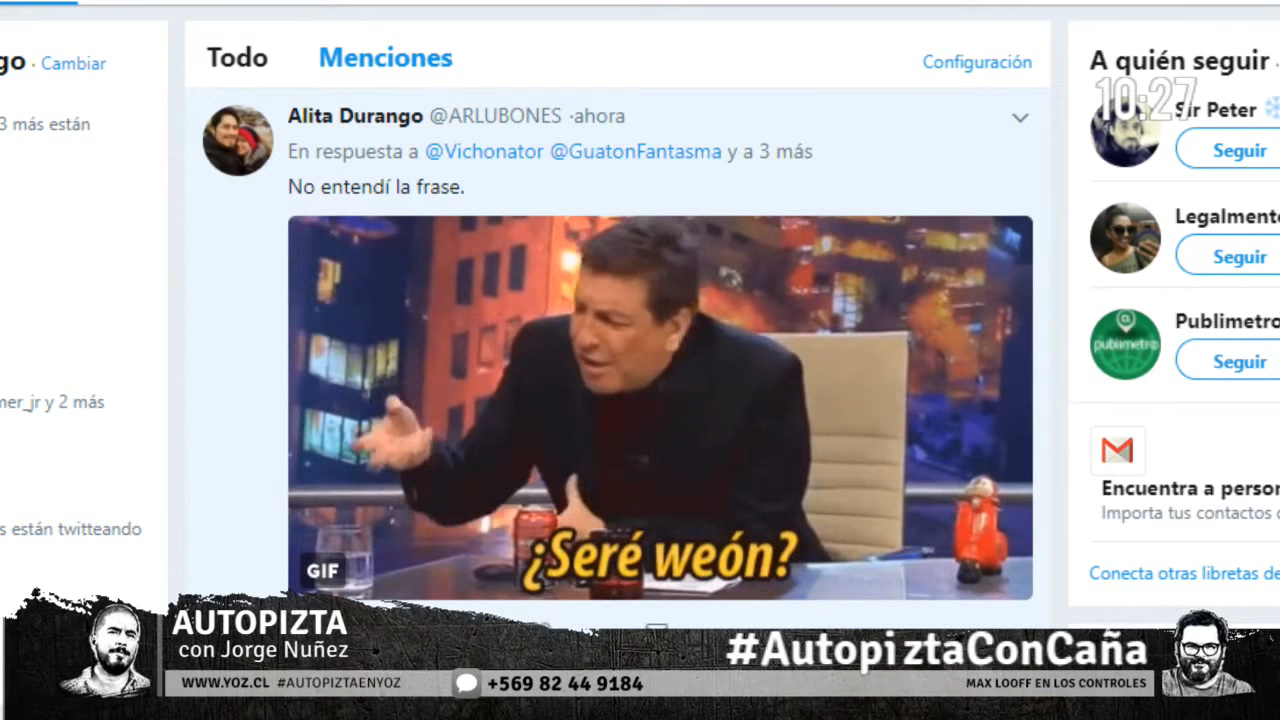 go · Cambiar
3 más están
mer_jr y 2 más
s están twitteando
Todo
Menciones
Configuración
Alita Durango @ARLUBONES ·ahora
En respuesta a @Vichonator @GuatonFantasma y a 3 más
No entendí la frase.
¿Seré weón?
GIF
A quién seguir ·
10:27
Sir Peter
Seguir
Legalmente
Seguir
publimetro
Publimetro
Seguir
Encuentra a person
Importa tus contactos d
Conecta otras libretas de
AUTOPIZTA
con Jorge Nuñez
#AutopiztaConCaña
WWW.YOZ.CL #AUTOPIZTAENYOZ
+569 82 44 9184
MAX LOOFF EN LOS CONTROLES